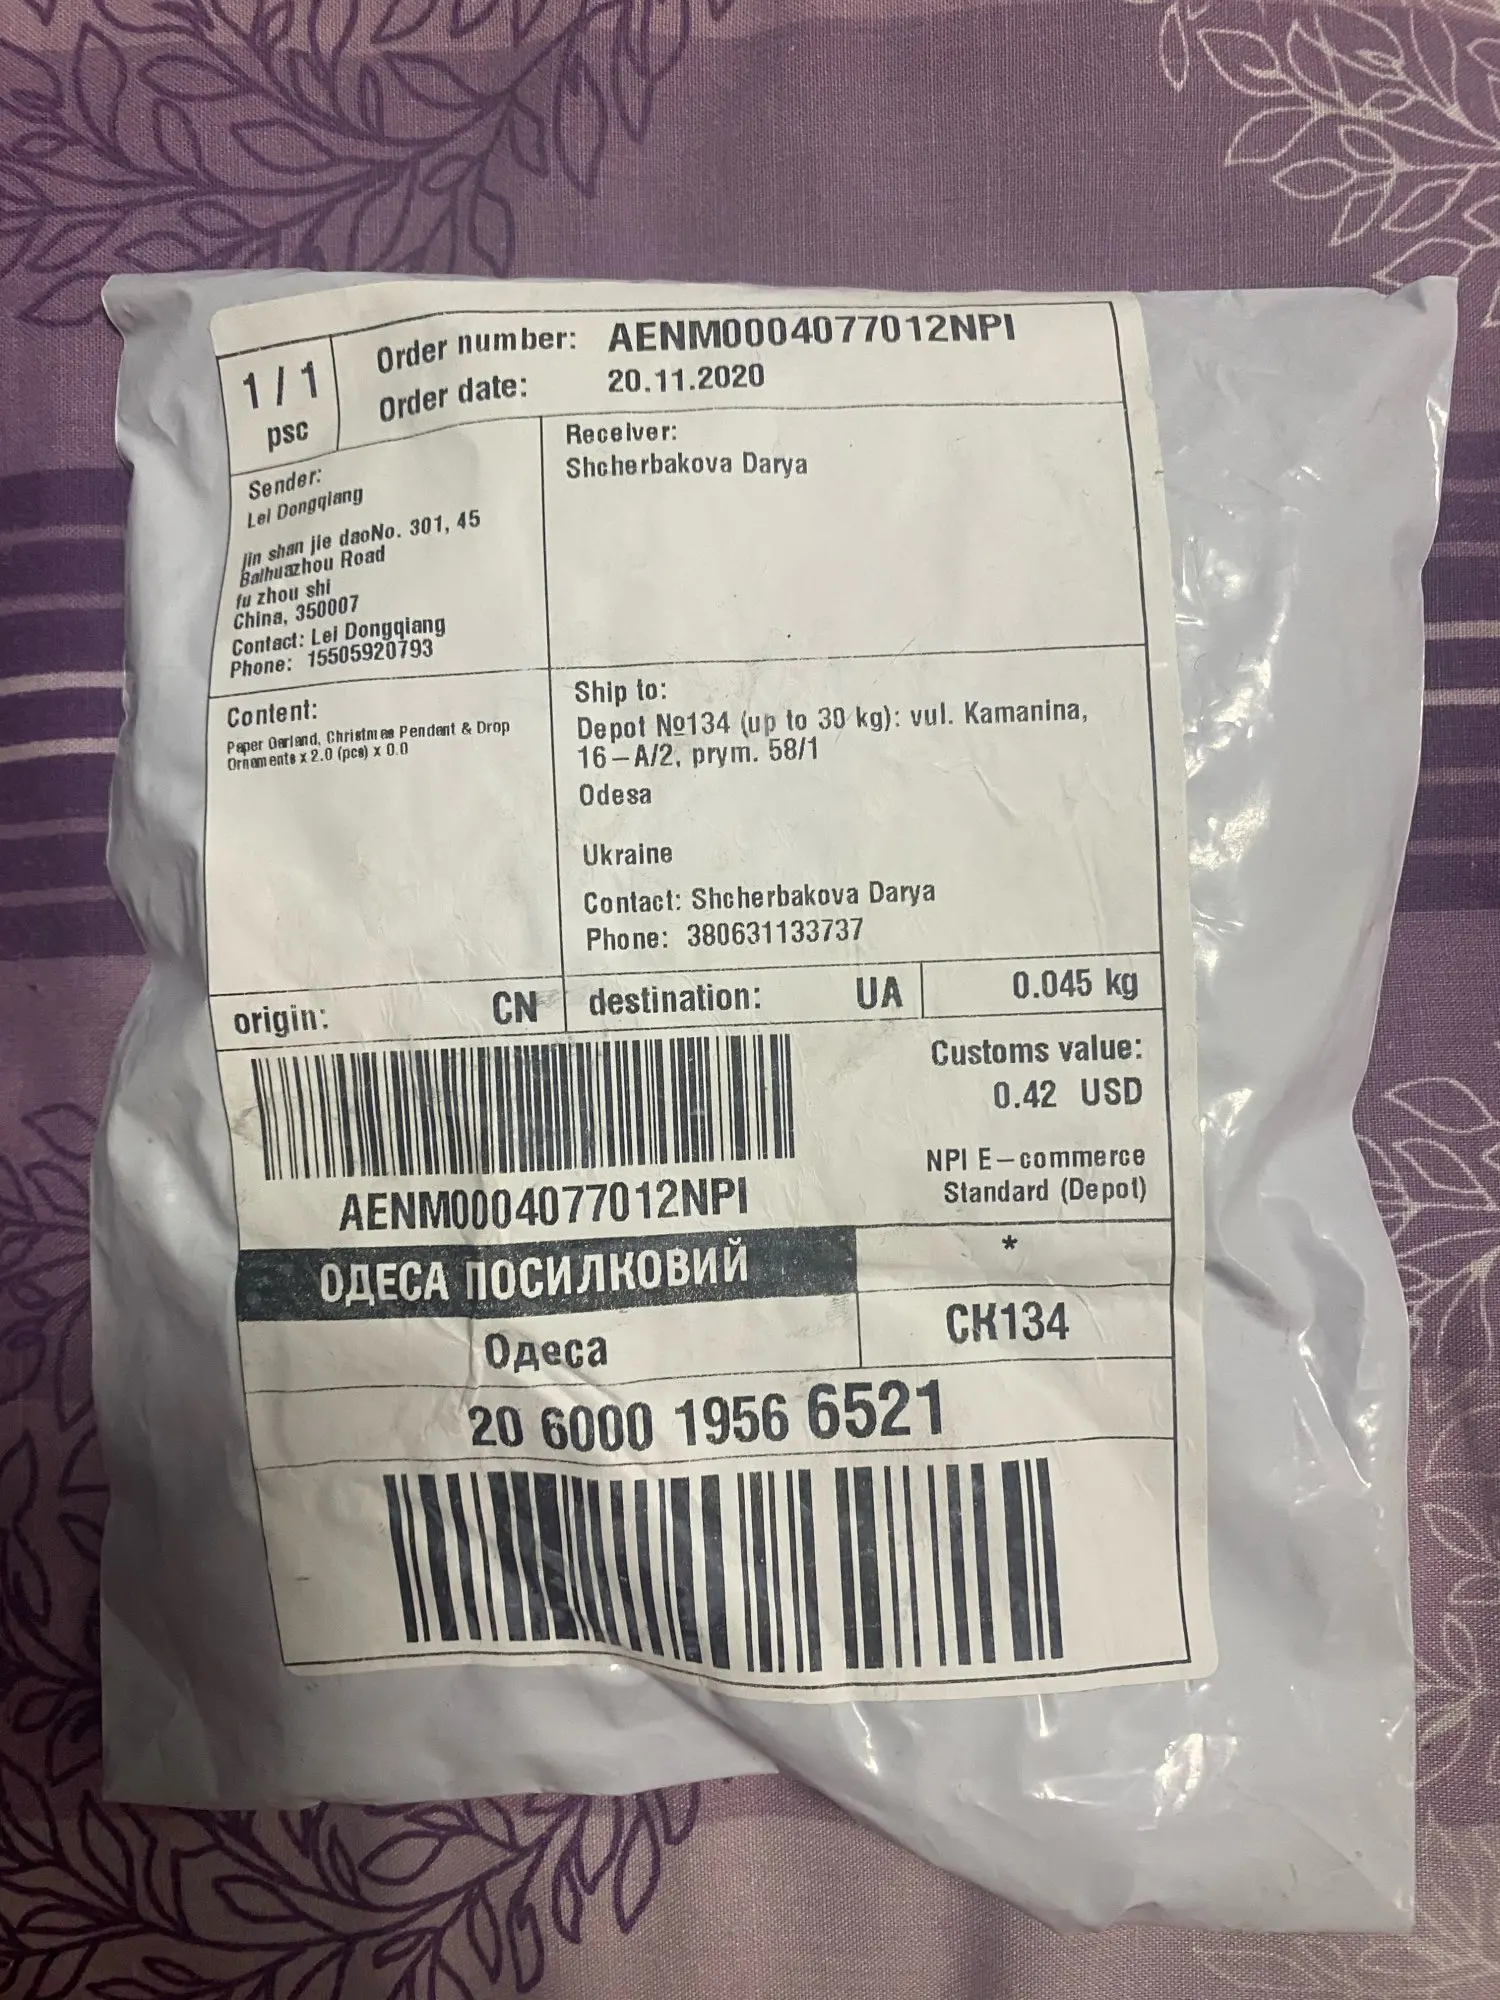 1/1
psc
Order number: AENM0004077012NPI
Order date: 20.11.2020
Sender:
Lei Dongqiang
jin shan jie daoNo. 301, 45
Baihuazhou Road
fu zhou shi
China, 350007
Contact: Lei Dongqiang
Phone: 15505920793
Receiver:
Shcherbakova Darya
Content:
Paper Garland, Christmas Pendant & Drop
Ornaments x 2.0 (pcs) x 0.0
Ship to:
Depot №134 (up to 30 kg): vul. Kamanina,
16-A/2, prym. 58/1
Odesa
Ukraine
Contact: Shcherbakova Darya
Phone: 380631133737
origin: CN
destination: UA
0.045 kg
Customs value:
0.42 USD
NPI E-commerce
Standard (Depot)
AENM0004077012NPI
ОДЕСА ПОСИЛКОВИЙ
*
Одеса
СК134
20 6000 1956 6521